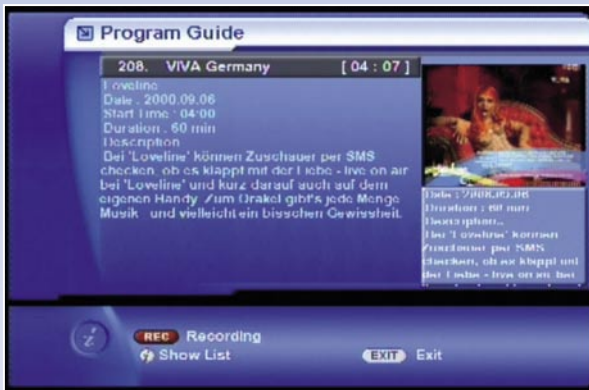 Program Guide
208. VIVA Germany [ 04 : 07 ]
Loveline
Date : 2000.09.06
Start Time : 04:00
Duration : 60 min
Description
Bei 'Loveline' können Zuschauer per SMS
checken, ob es klappt mit der Liebe - live on air
bei 'Loveline' und kurz darauf auch auf dem
eigenen Handy. Zum Orakel gibt's jede Menge
Musik und vielleicht ein bisschen Gewissheit.
Duration : 60 min
Description..
Bei 'Loveline' können
Zuschauer per SMS
checken, ob es klappt mit
der Liebe - live on air bei
REC Recording
Show List
EXIT Exit